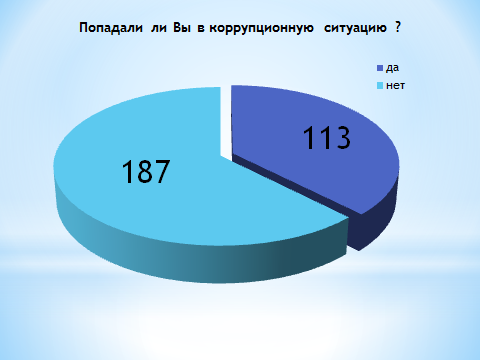 Попадали ли Вы в коррупционную ситуацию ?
да
нет
113
187